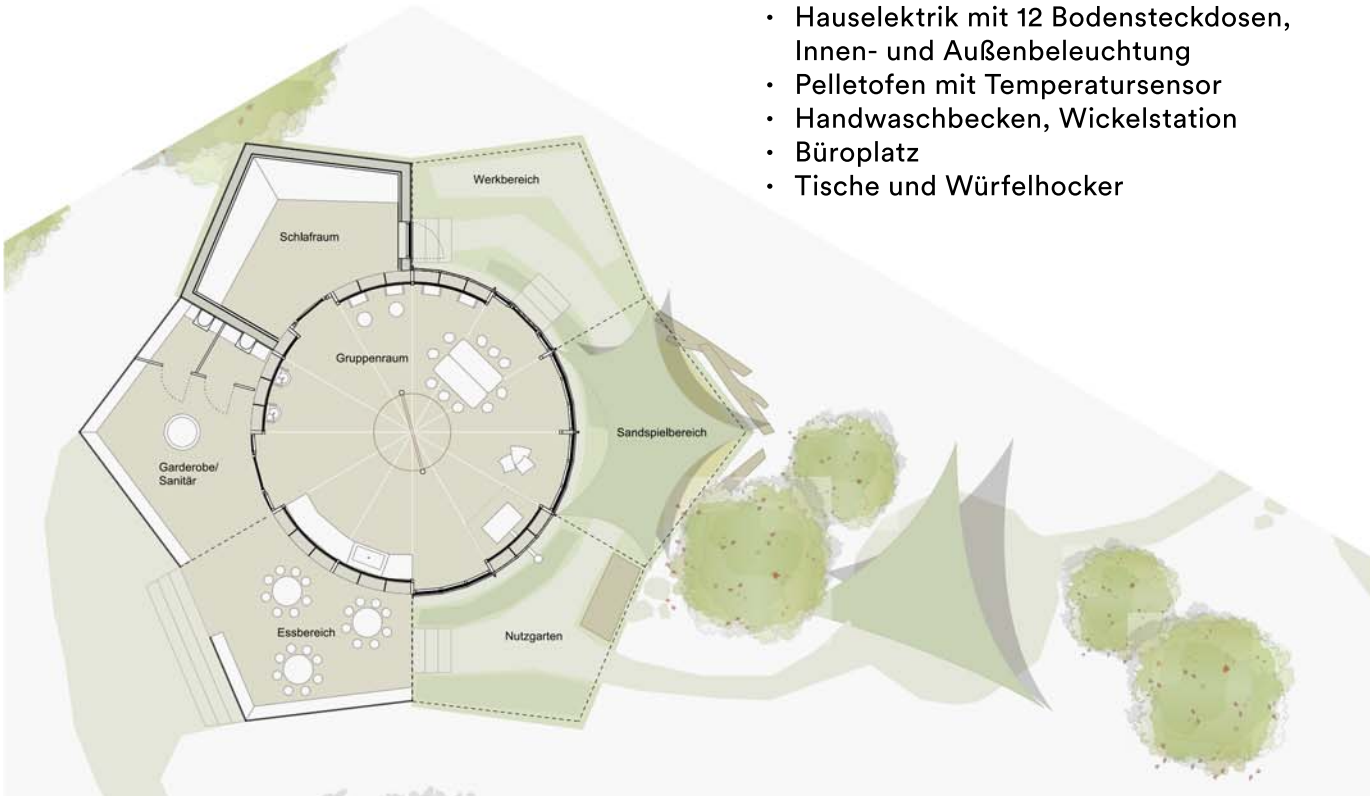 · Hauselektrik mit 12 Bodensteckdosen,
Innen- und Außenbeleuchtung
· Pelletofen mit Temperatursensor
· Handwaschbecken, Wickelstation
· Büroplatz
· Tische und Würfelhocker
Werkbereich
Schlafraum
Gruppenraum
Sandspielbereich
Garderobe/
Sanitär
Essbereich
Nutzgarten